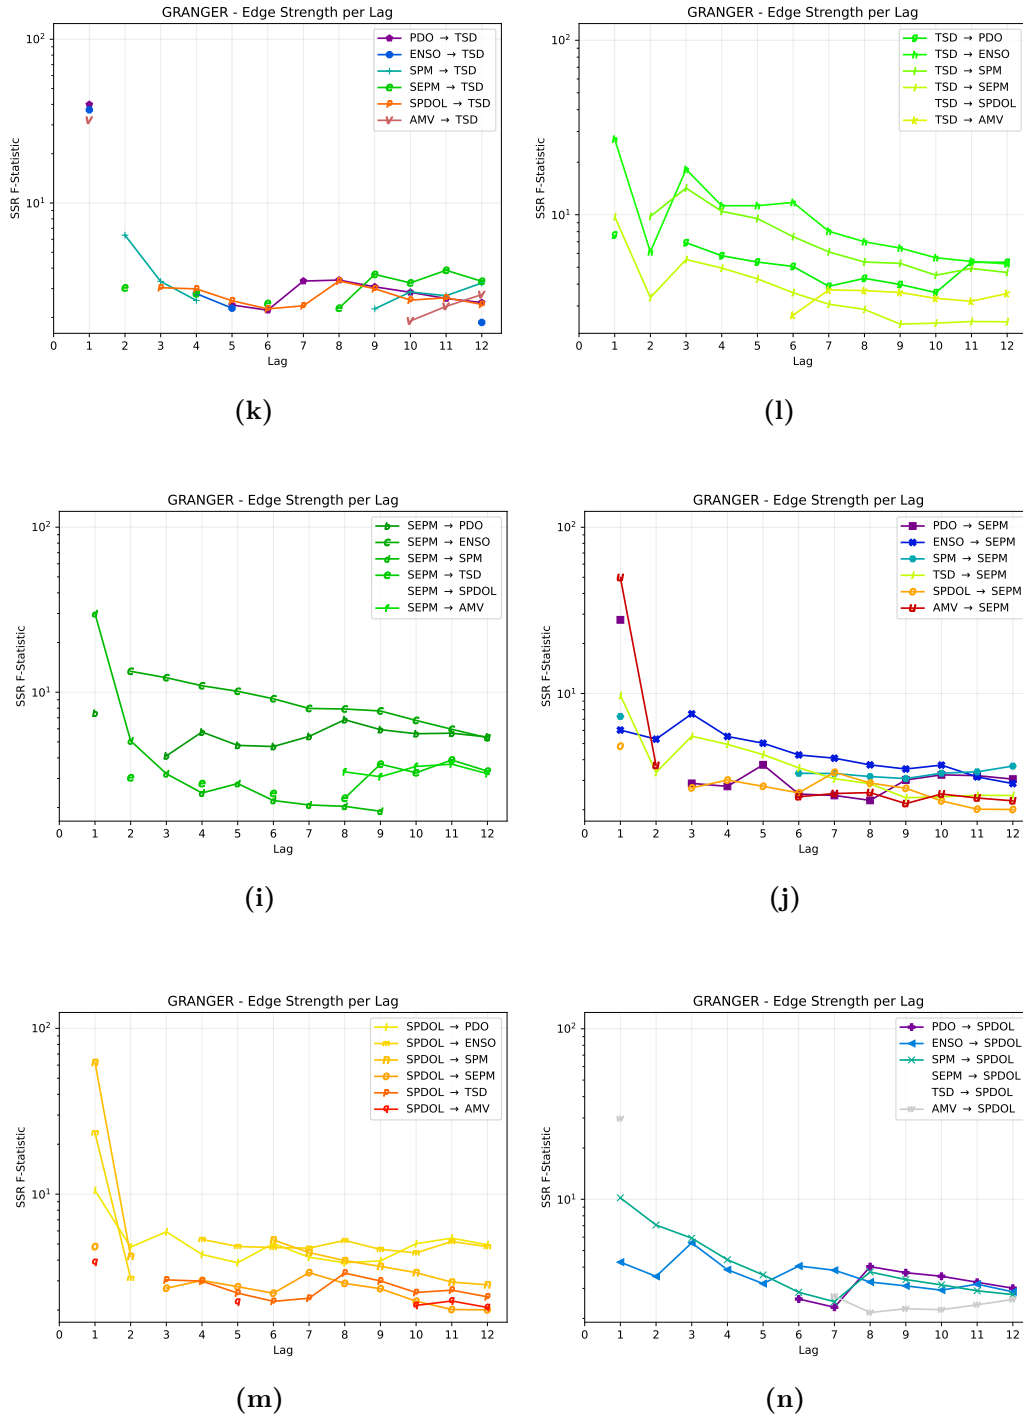 GRANGER - Edge Strength per Lag
SSR F-Statistic
10²
10¹
PDO → TSD
ENSO → TSD
SPM → TSD
SEPM → TSD
SPDOL → TSD
AMV → TSD
0 1 2 3 4 5 6 7 8 9 10 11 12
Lag
(k)
GRANGER - Edge Strength per Lag
SSR F-Statistic
10²
10¹
TSD → PDO
TSD → ENSO
TSD → SPM
TSD → SEPM
TSD → SPDOL
TSD → AMV
0 1 2 3 4 5 6 7 8 9 10 11 12
Lag
(l)
GRANGER - Edge Strength per Lag
SSR F-Statistic
10²
10¹
SEPM → PDO
SEPM → ENSO
SEPM → SPM
SEPM → TSD
SEPM → SPDOL
SEPM → AMV
0 1 2 3 4 5 6 7 8 9 10 11 12
Lag
(i)
GRANGER - Edge Strength per Lag
SSR F-Statistic
10²
10¹
PDO → SEPM
ENSO → SEPM
SPM → SEPM
TSD → SEPM
SPDOL → SEPM
AMV → SEPM
0 1 2 3 4 5 6 7 8 9 10 11 12
Lag
(j)
GRANGER - Edge Strength per Lag
SSR F-Statistic
10²
10¹
SPDOL → PDO
SPDOL → ENSO
SPDOL → SPM
SPDOL → SEPM
SPDOL → TSD
SPDOL → AMV
0 1 2 3 4 5 6 7 8 9 10 11 12
Lag
(m)
GRANGER - Edge Strength per Lag
SSR F-Statistic
10²
10¹
PDO → SPDOL
ENSO → SPDOL
SPM → SPDOL
SEPM → SPDOL
TSD → SPDOL
AMV → SPDOL
0 1 2 3 4 5 6 7 8 9 10 11 12
Lag
(n)